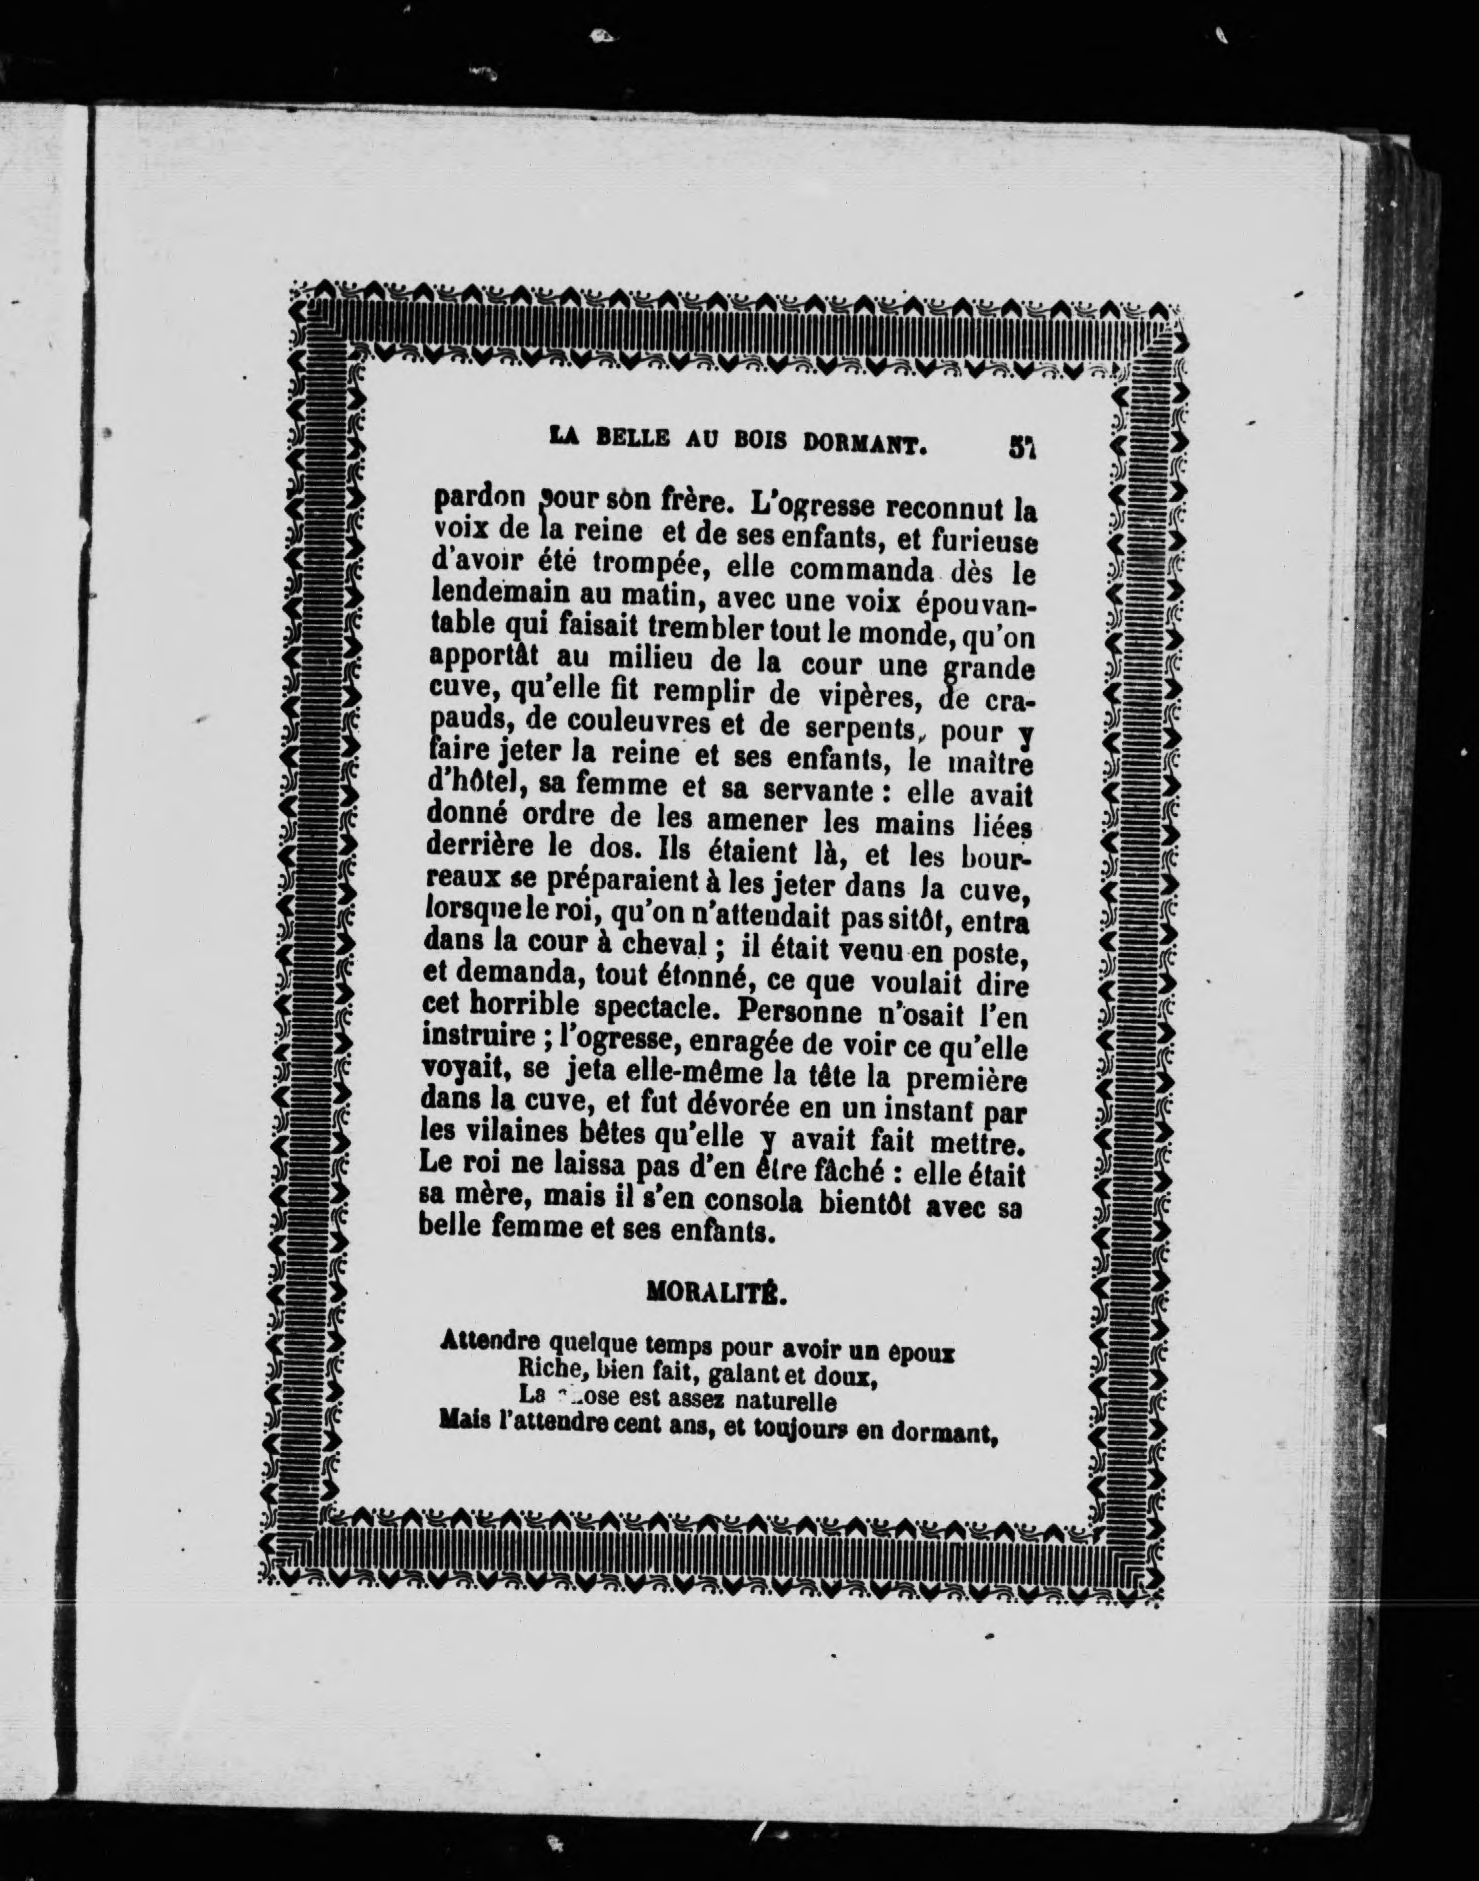 LA BELLE AU BOIS DORMANT. 57
pardon pour son frère. L'ogresse reconnut la
voix de la reine et de ses enfants, et furieuse
d'avoir été trompée, elle commanda dès le
lendemain au matin, avec une voix épouvan-
table qui faisait trembler tout le monde, qu'on
apportât au milieu de la cour une grande
cuve, qu'elle fit remplir de vipères, de cra-
pauds, de couleuvres et de serpents, pour y
faire jeter la reine et ses enfants, le maître
d'hôtel, sa femme et sa servante : elle avait
donné ordre de les amener les mains liées
derrière le dos. Ils étaient là, et les bour-
reaux se préparaient à les jeter dans la cuve,
lorsque le roi, qu'on n'attendait pas sitôt, entra
dans la cour à cheval ; il était venu en poste,
et demanda, tout étonné, ce que voulait dire
cet horrible spectacle. Personne n'osait l'en
instruire ; l'ogresse, enragée de voir ce qu'elle
voyait, se jeta elle-même la tête la première
dans la cuve, et fut dévorée en un instant par
les vilaines bêtes qu'elle y avait fait mettre.
Le roi ne laissa pas d'en être fâché : elle était
sa mère, mais il s'en consola bientôt avec sa
belle femme et ses enfants.
MORALITÉ.
Attendre quelque temps pour avoir un époux
Riche, bien fait, galant et doux,
La chose est assez naturelle
Mais l'attendre cent ans, et toujours en dormant,